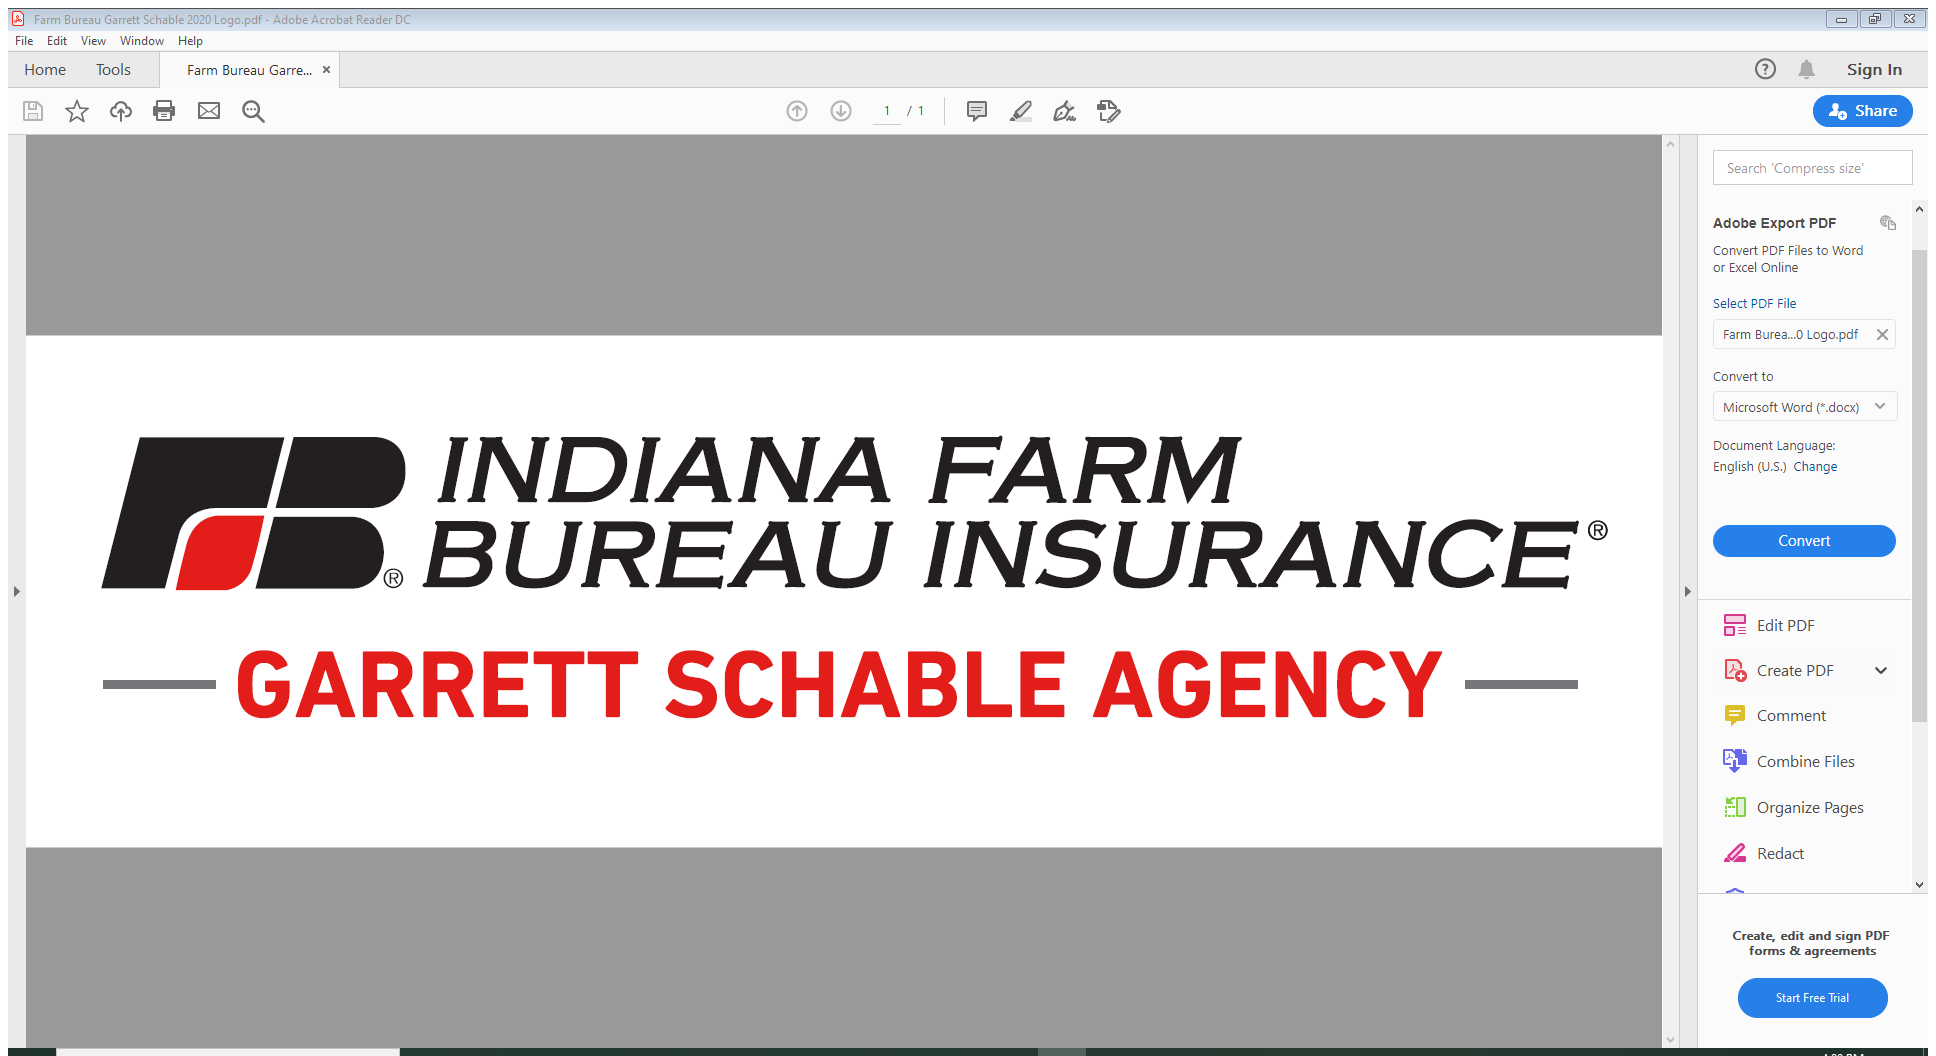 Farm Bureau Garrett Schable 2020 Logo.pdf - Adobe Acrobat Reader DC
File Edit View Window Help
Home Tools Farm Bureau Garre... ×
? Sign In
1 / 1
Share
INDIANA FARM
BUREAU INSURANCE®
®
GARRETT SCHABLE AGENCY
Search 'Compress size'
Adobe Export PDF
Convert PDF Files to Word
or Excel Online
Select PDF File
Farm Burea...0 Logo.pdf
Convert to
Microsoft Word (*.docx)
Document Language:
English (U.S.) Change
Convert
Edit PDF
Create PDF
Comment
Combine Files
Organize Pages
Redact
Create, edit and sign PDF
forms & agreements
Start Free Trial